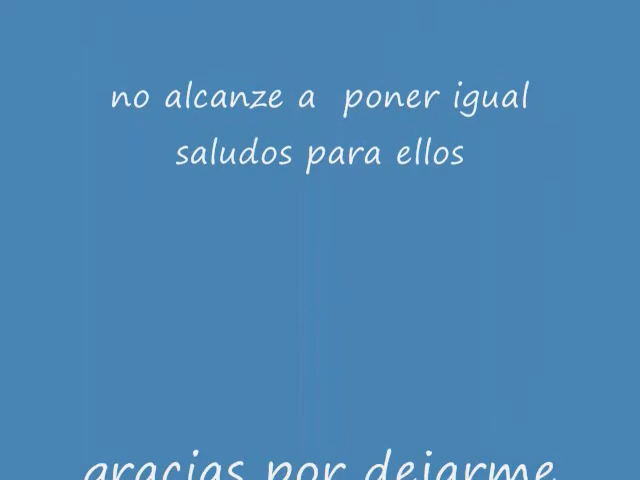 no alcanze a poner igual
saludos para ellos
gracias por dejarme